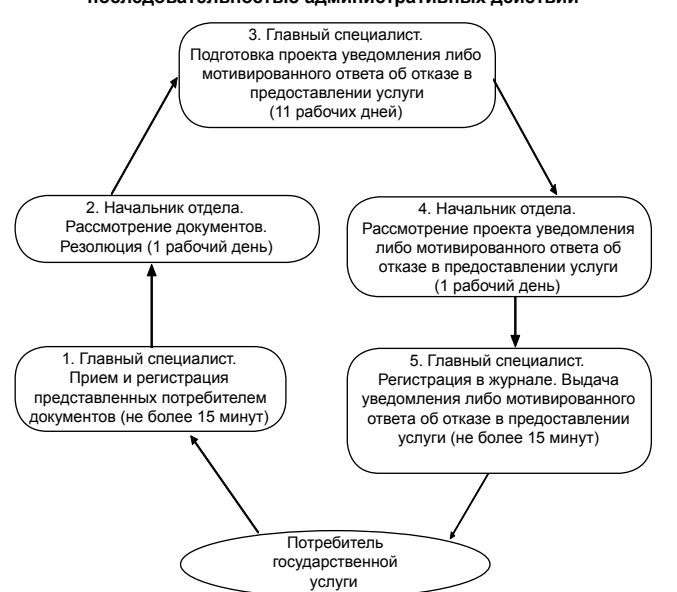 последовательностью административных действий
3. Главный специалист.
Подготовка проекта уведомления либо
мотивированного ответа об отказе в
предоставлении услуги
(11 рабочих дней)
2. Начальник отдела.
Рассмотрение документов.
Резолюция (1 рабочий день)
4. Начальник отдела.
Рассмотрение проекта уведомления
либо мотивированного ответа об
отказе в предоставлении услуги
(1 рабочий день)
1. Главный специалист.
Прием и регистрация
представленных потребителем
документов (не более 15 минут)
5. Главный специалист.
Регистрация в журнале. Выдача
уведомления либо мотивированного
ответа об отказе в предоставлении
услуги (не более 15 минут)
Потребитель
государственной
услуги